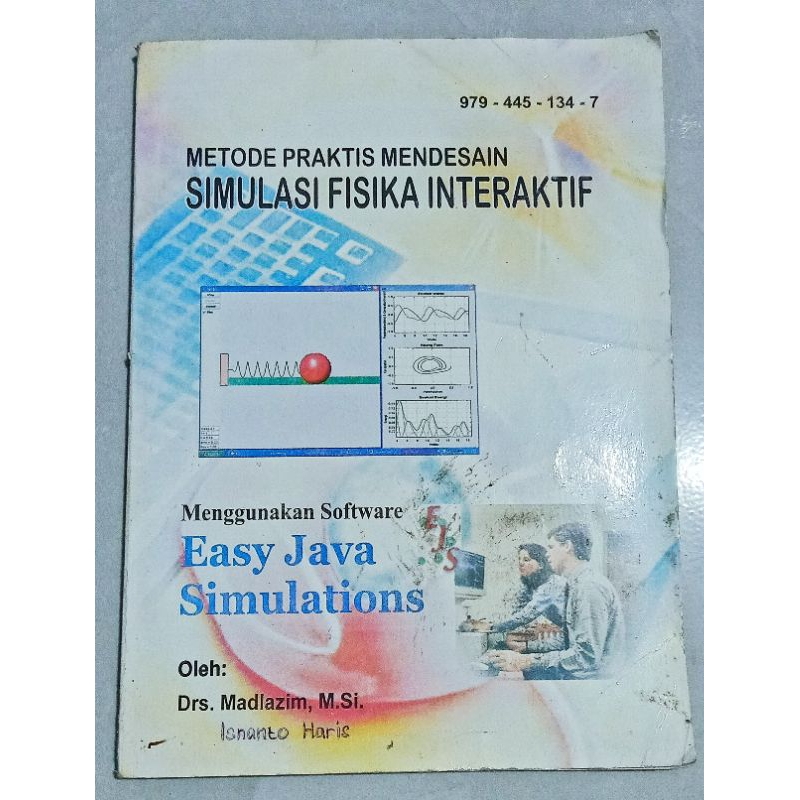 979 - 445 - 134 - 7
METODE PRAKTIS MENDESAIN
SIMULASI FISIKA INTERAKTIF
Menggunakan Software
Easy Java
Simulations
EJS
Oleh:
Drs. Madlazim, M.Si.
Isnanto Haris